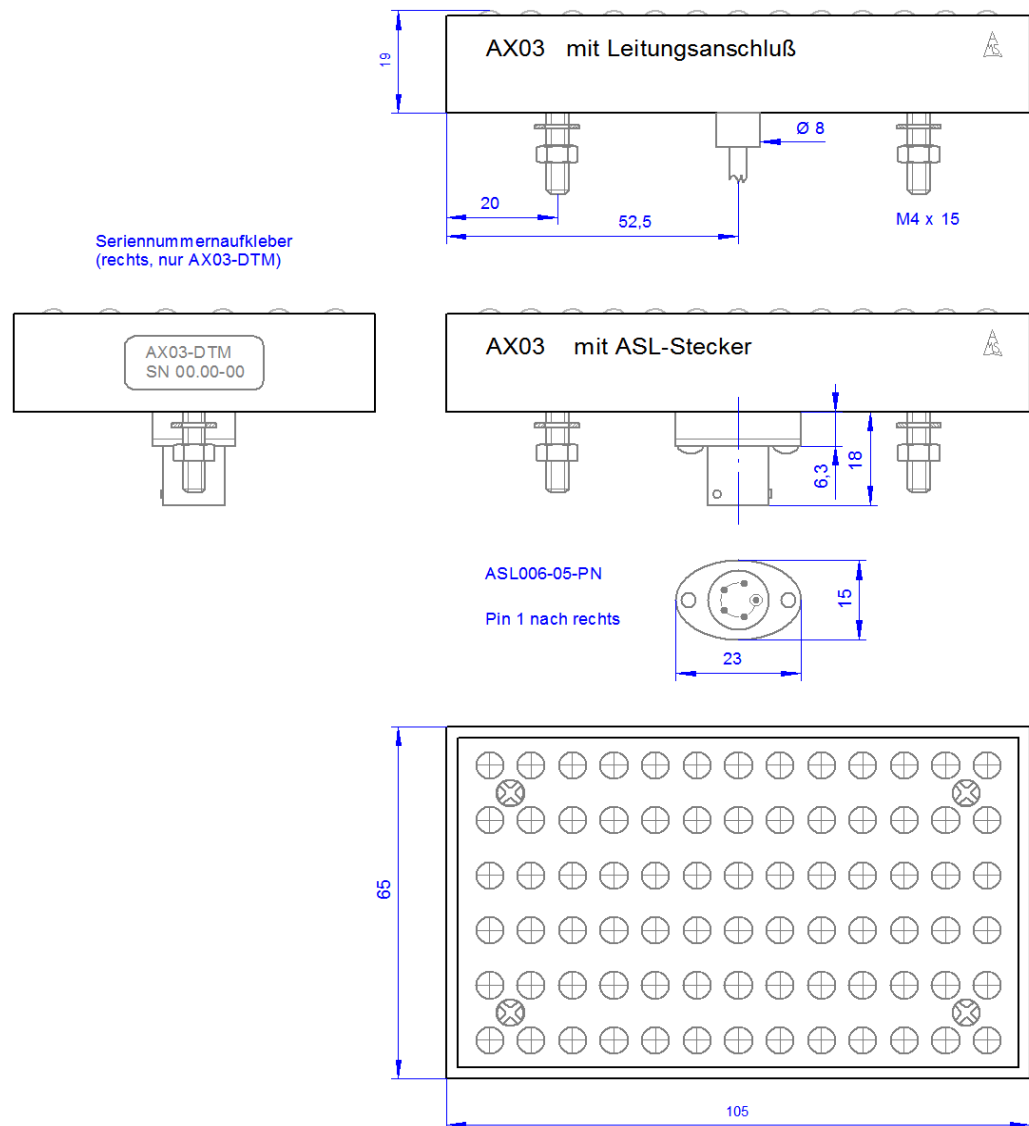 AX03 mit Leitungsanschluß
19
Ø 8
20
52,5
M4 x 15
Seriennummernaufkleber
(rechts, nur AX03-DTM)
AX03-DTM
SN 00.00-00
AX03 mit ASL-Stecker
6,3
18
ASL006-05-PN
Pin 1 nach rechts
15
23
65
105